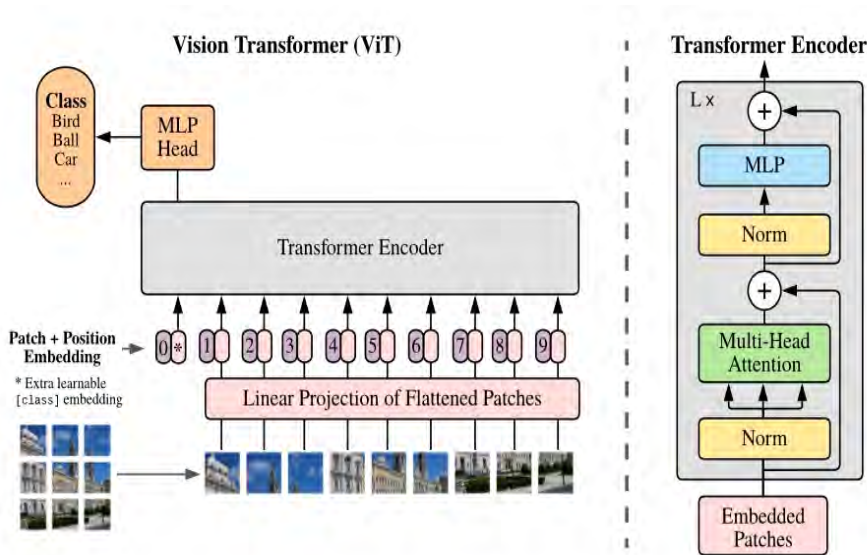 Vision Transformer (ViT)
Class
Bird
Ball
Car
...
MLP
Head
Transformer Encoder
Patch + Position
Embedding
0 * 1 2 3 4 5 6 7 8 9
* Extra learnable
[class] embedding
Linear Projection of Flattened Patches
Transformer Encoder
L x
+
MLP
Norm
+
Multi-Head
Attention
Norm
Embedded
Patches